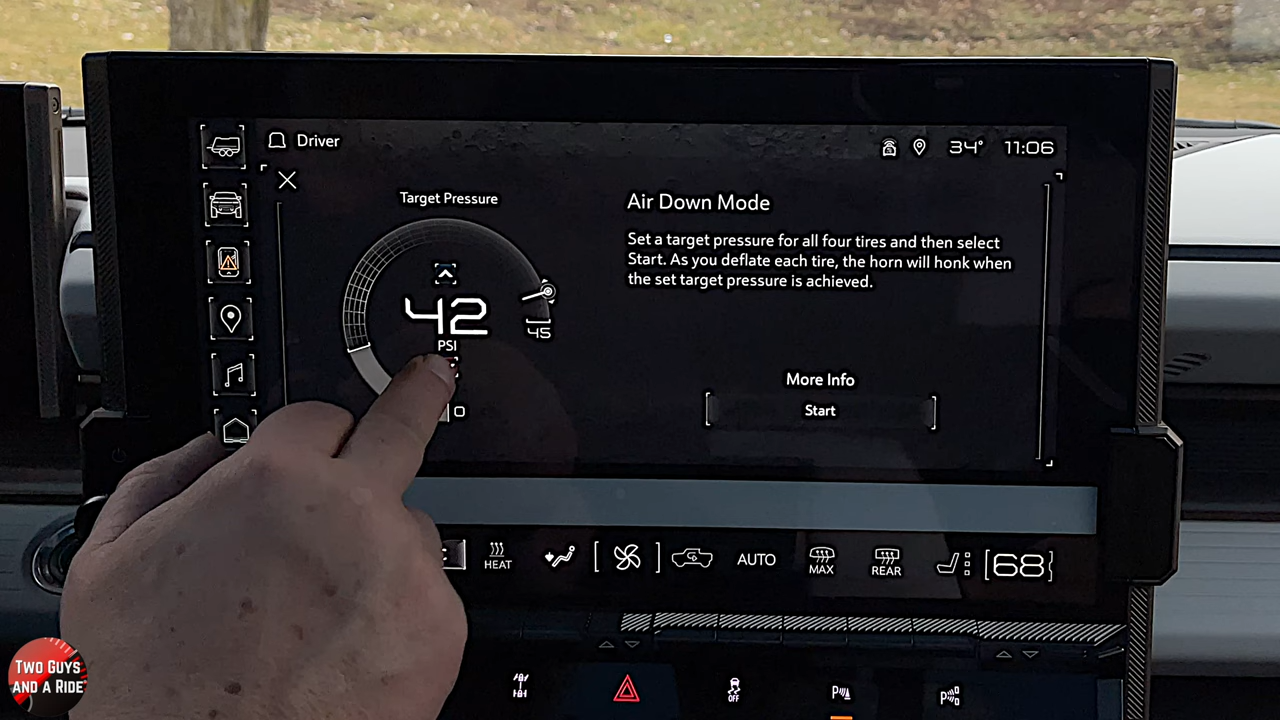 Driver
34° 11:06
Target Pressure
42
PSI
45
0
Air Down Mode
Set a target pressure for all four tires and then select
Start. As you deflate each tire, the horn will honk when
the set target pressure is achieved.
More Info
Start
HEAT
AUTO
MAX
REAR
68
OFF
P
P
TWO GUYS
AND A RIDE